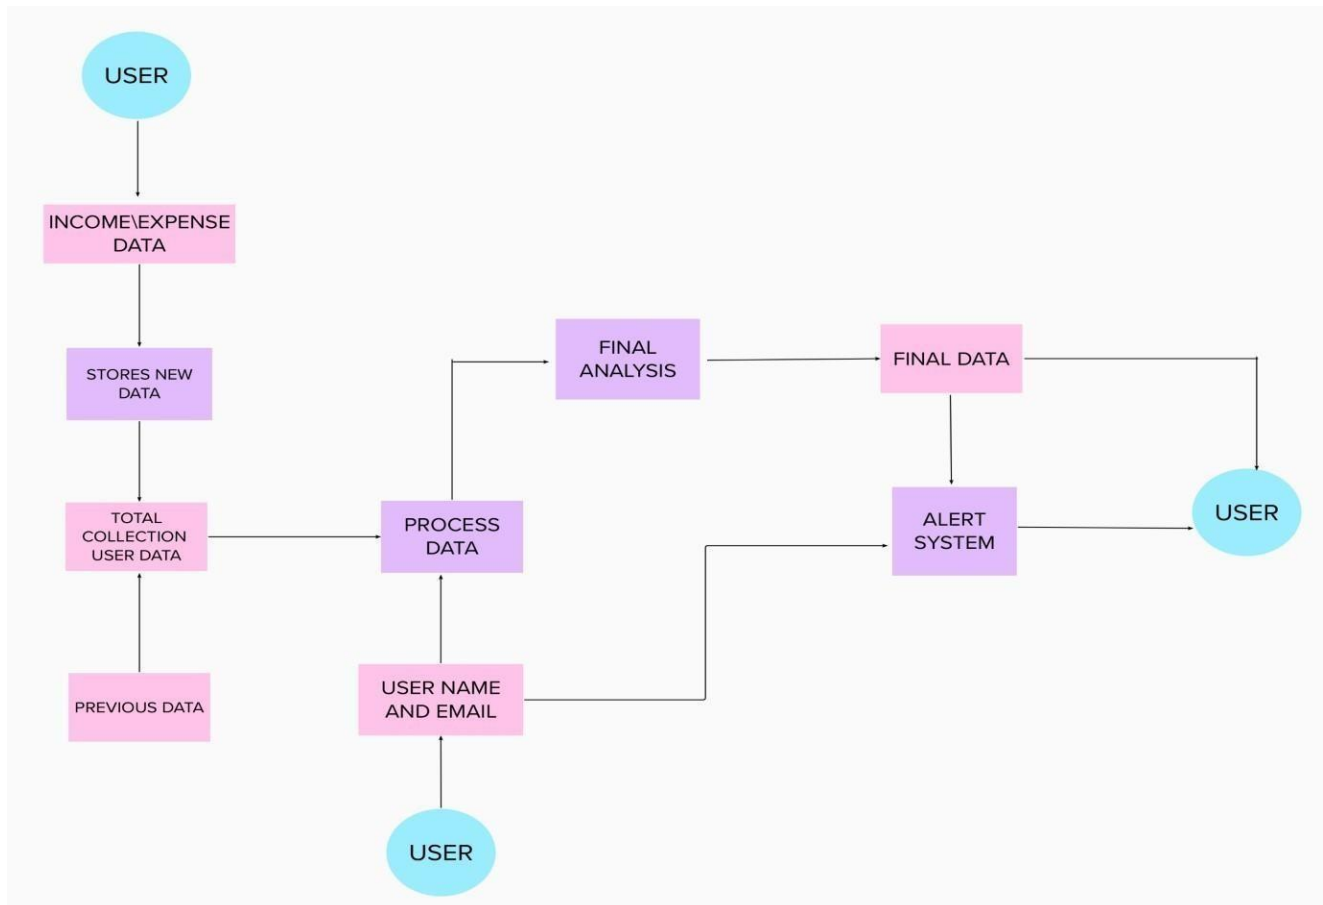 USER
INCOME\EXPENSE
DATA
STORES NEW
DATA
TOTAL
COLLECTION
USER DATA
PREVIOUS DATA
PROCESS
DATA
USER NAME
AND EMAIL
USER
FINAL
ANALYSIS
FINAL DATA
ALERT
SYSTEM
USER